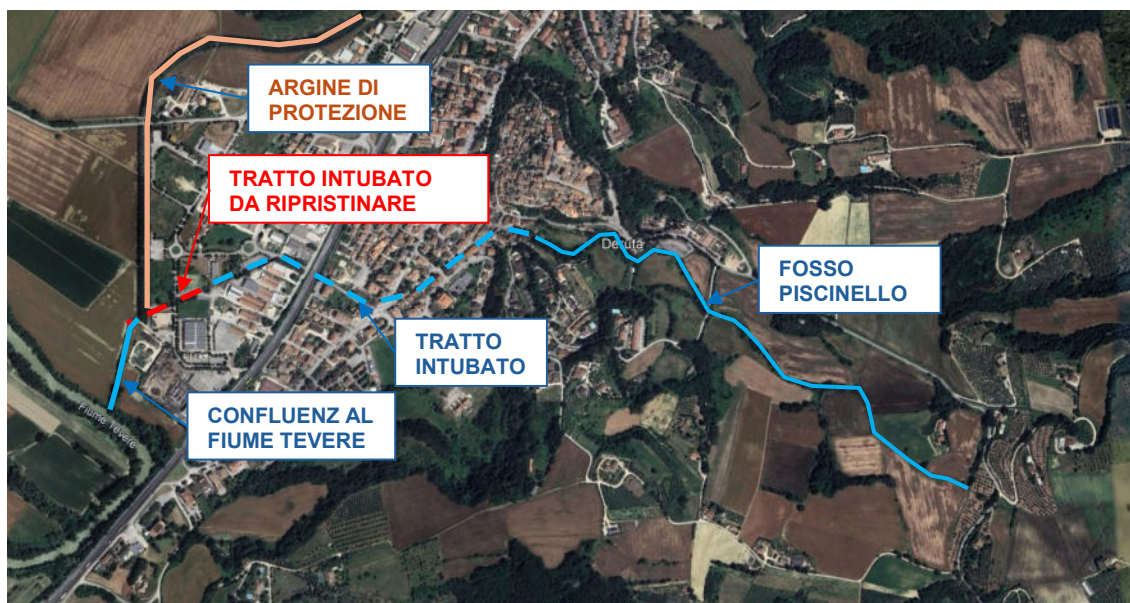 ARGINE DI
PROTEZIONE
TRATTO INTUBATO
DA RIPRISTINARE
Deruta
FOSSO
PISCINELLO
TRATTO
INTUBATO
CONFLUENZ AL
FIUME TEVERE
Fiume Tevere